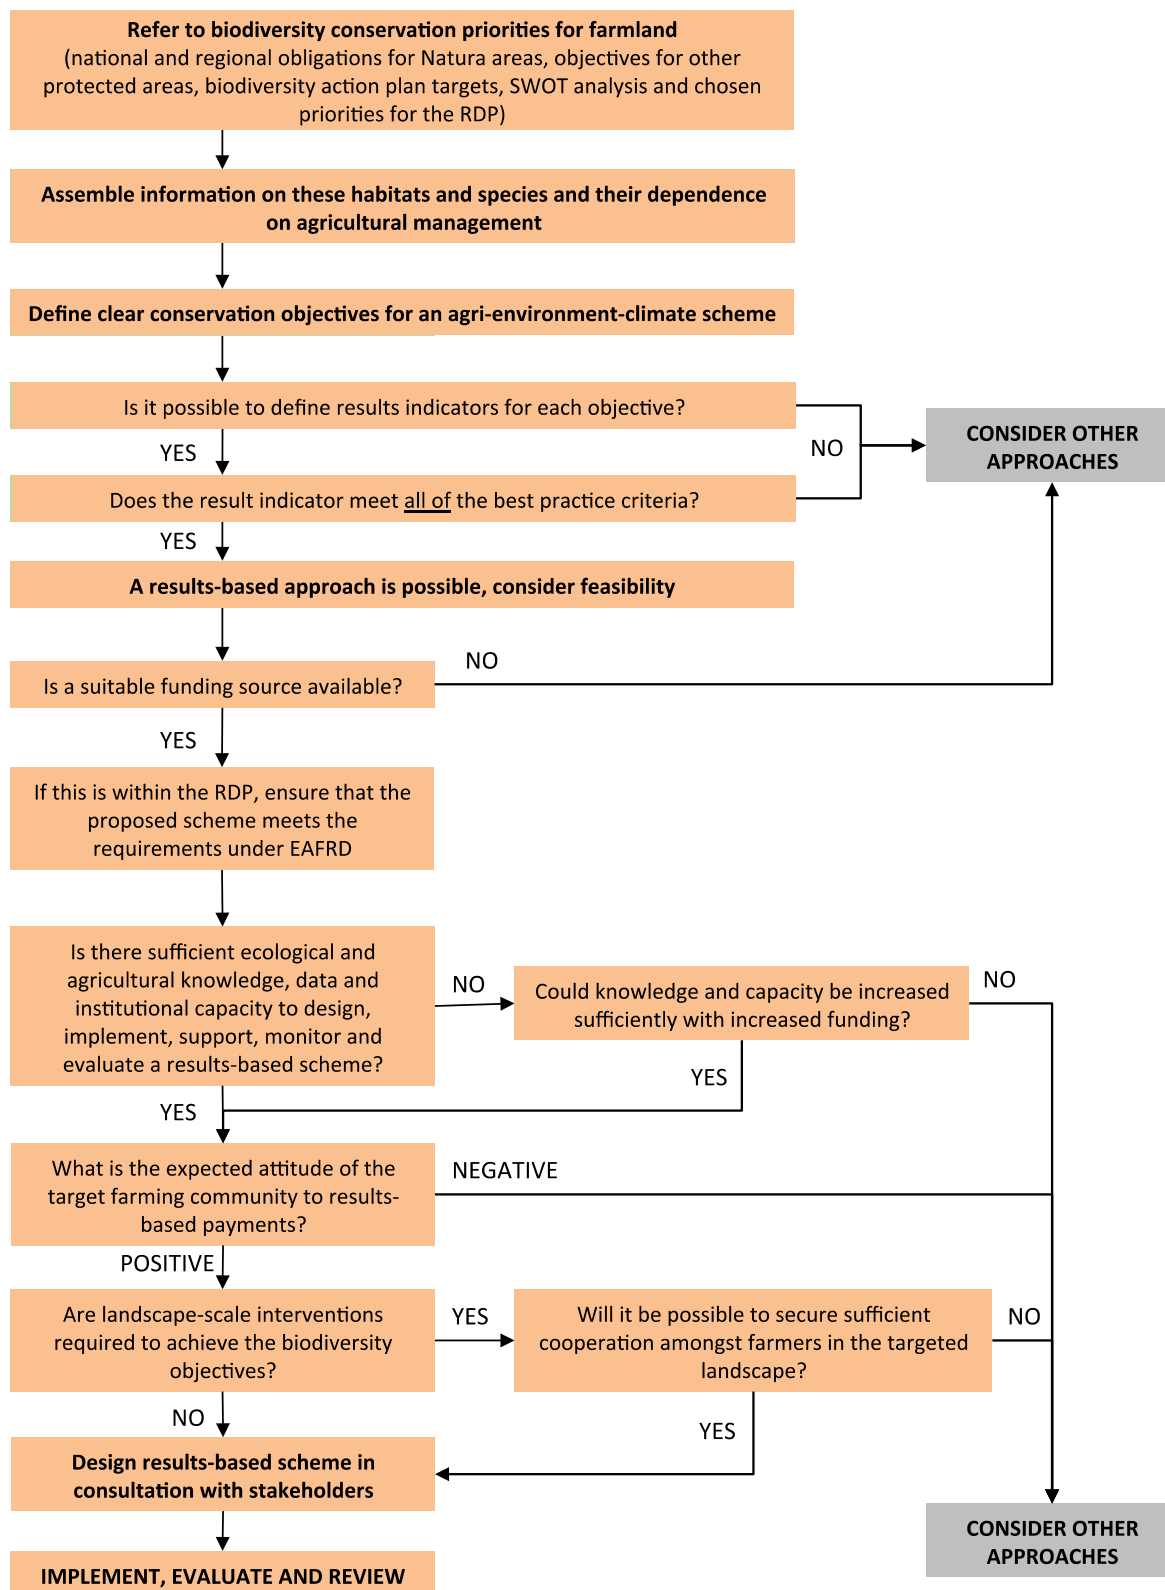 Refer to biodiversity conservation priorities for farmland
(national and regional obligations for Natura areas, objectives for other
protected areas, biodiversity action plan targets, SWOT analysis and chosen
priorities for the RDP)
Assemble information on these habitats and species and their dependence
on agricultural management
Define clear conservation objectives for an agri-environment-climate scheme
Is it possible to define results indicators for each objective?
YES
NO
CONSIDER OTHER
APPROACHES
Does the result indicator meet all of the best practice criteria?
YES
A results-based approach is possible, consider feasibility
Is a suitable funding source available?
NO
YES
If this is within the RDP, ensure that the
proposed scheme meets the
requirements under EAFRD
Is there sufficient ecological and
agricultural knowledge, data and
institutional capacity to design,
implement, support, monitor and
evaluate a results-based scheme?
NO
Could knowledge and capacity be increased
sufficiently with increased funding?
NO
YES
YES
What is the expected attitude of the
target farming community to results-
based payments?
NEGATIVE
POSITIVE
Are landscape-scale interventions
required to achieve the biodiversity
objectives?
YES
Will it be possible to secure sufficient
cooperation amongst farmers in the targeted
landscape?
NO
NO
YES
Design results-based scheme in
consultation with stakeholders
CONSIDER OTHER
APPROACHES
IMPLEMENT, EVALUATE AND REVIEW